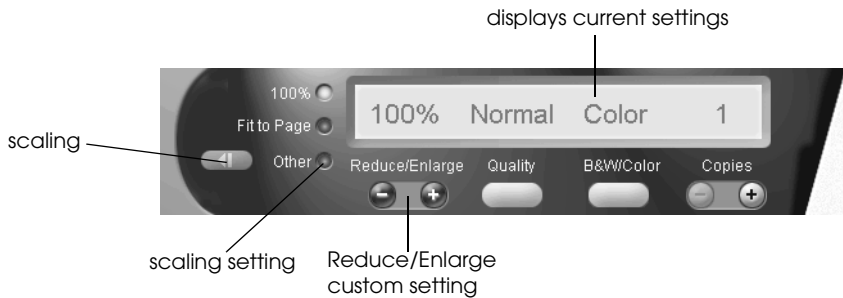 displays current settings
100%
100% Normal Color 1
Fit to Page
scaling
Other
Reduce/Enlarge Quality B&W/Color Copies
- + - +
scaling setting
Reduce/Enlarge
custom setting